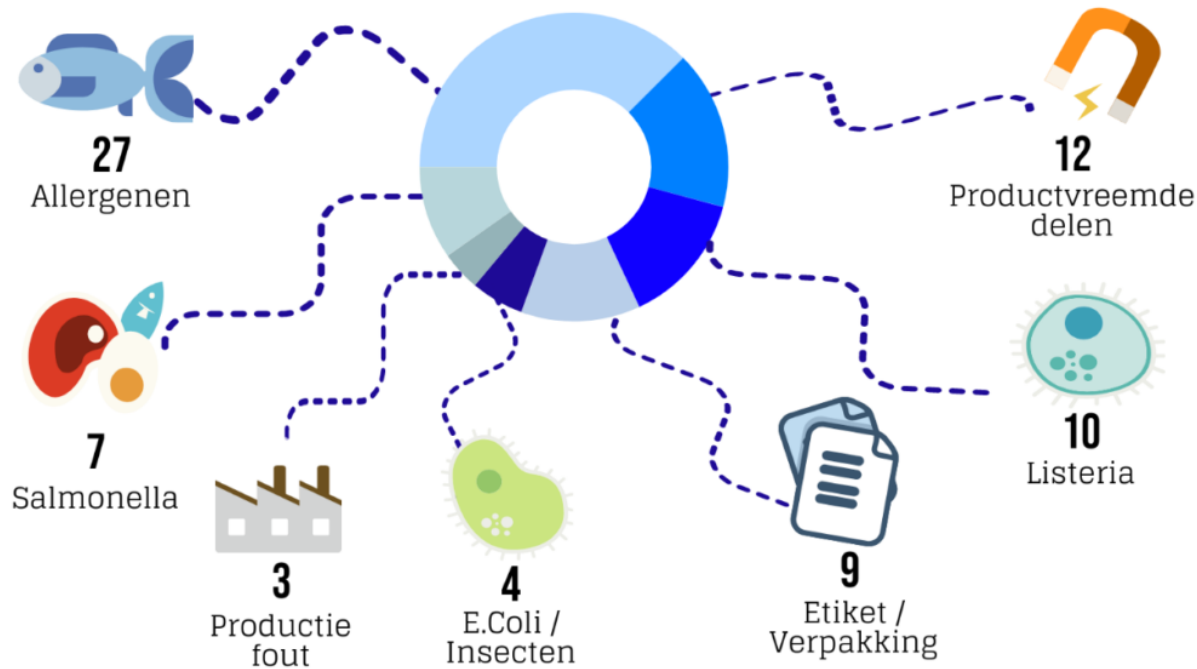 27
Allergenen
12
Productvreemde
delen
7
Salmonella
10
Listeria
3
Productie
fout
4
E.Coli /
Insecten
9
Etiket /
Verpakking